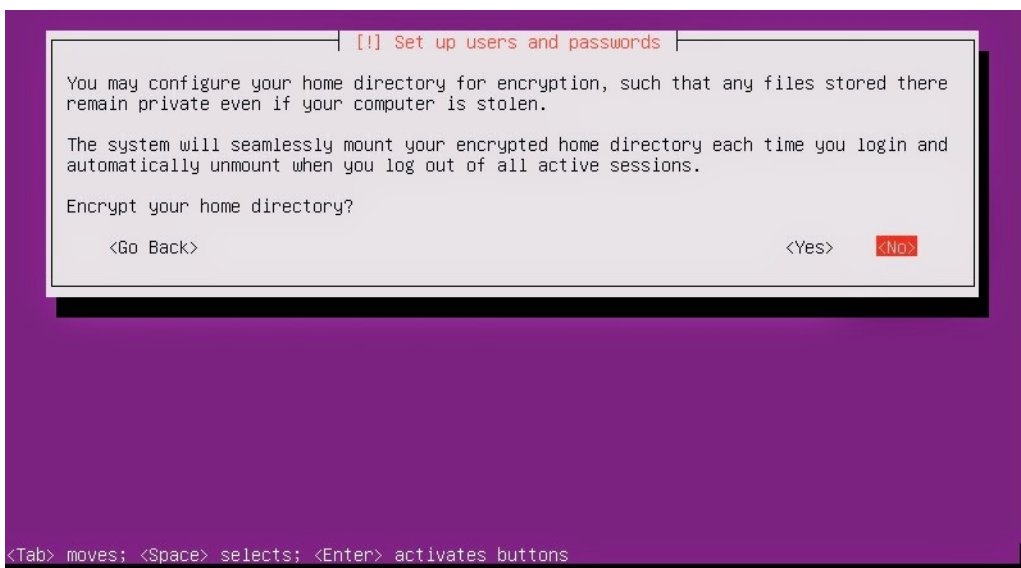 [!] Set up users and passwords
You may configure your home directory for encryption, such that any files stored there
remain private even if your computer is stolen.
The system will seamlessly mount your encrypted home directory each time you login and
automatically unmount when you log out of all active sessions.
Encrypt your home directory?
<Go Back> <Yes> <No>
<Tab> moves; <Space> selects; <Enter> activates buttons